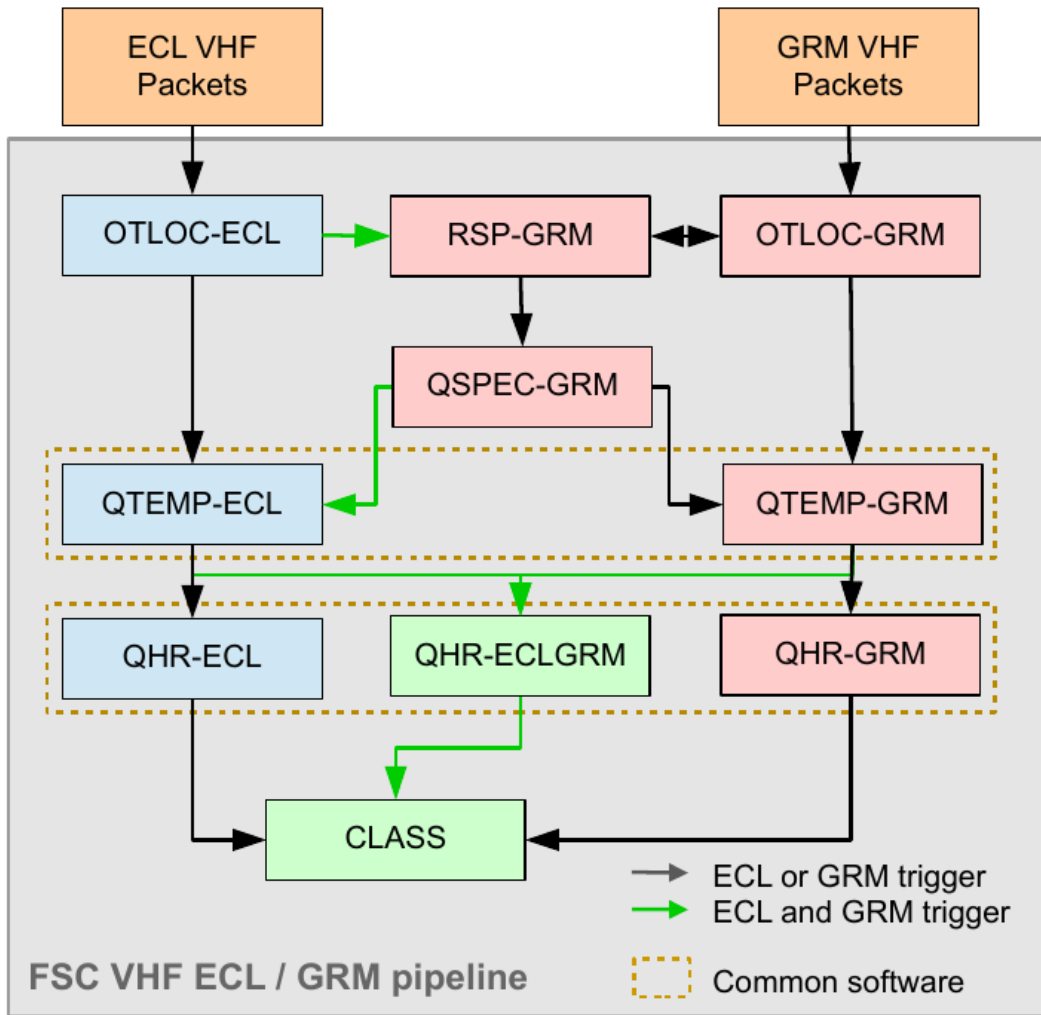 ECL VHF
Packets
GRM VHF
Packets
OTLOC-ECL
RSP-GRM
OTLOC-GRM
QSPEC-GRM
QTEMP-ECL
QTEMP-GRM
QHR-ECL
QHR-ECLGRM
QHR-GRM
CLASS
ECL or GRM trigger
ECL and GRM trigger
FSC VHF ECL / GRM pipeline
Common software